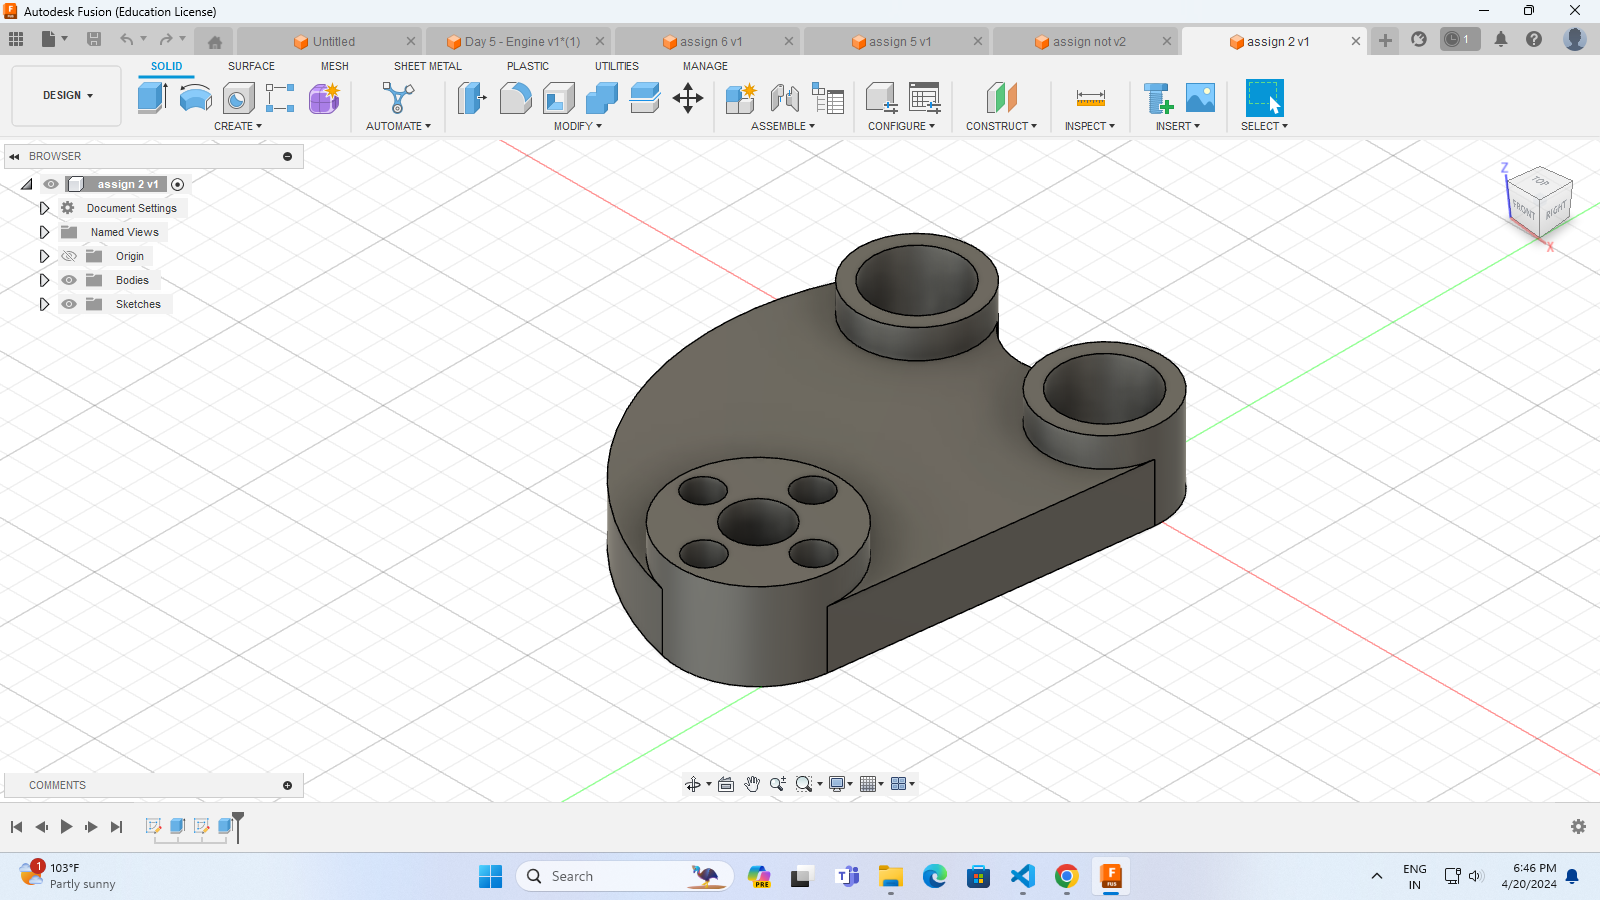 Autodesk Fusion (Education License)
Untitled
Day 5 - Engine v1*(1)
assign 6 v1
assign 5 v1
assign not v2
assign 2 v1
1
SOLID
SURFACE
MESH
SHEET METAL
PLASTIC
UTILITIES
MANAGE
DESIGN
CREATE
AUTOMATE
MODIFY
ASSEMBLE
CONFIGURE
CONSTRUCT
INSPECT
INSERT
SELECT
BROWSER
assign 2 v1
Document Settings
Named Views
Origin
Bodies
Sketches
Z
TOP
FRONT
RIGHT
X
COMMENTS
1
103°F
Partly sunny
Search
PRE
T
F
FUS
ENG
IN
6:46 PM
4/20/2024